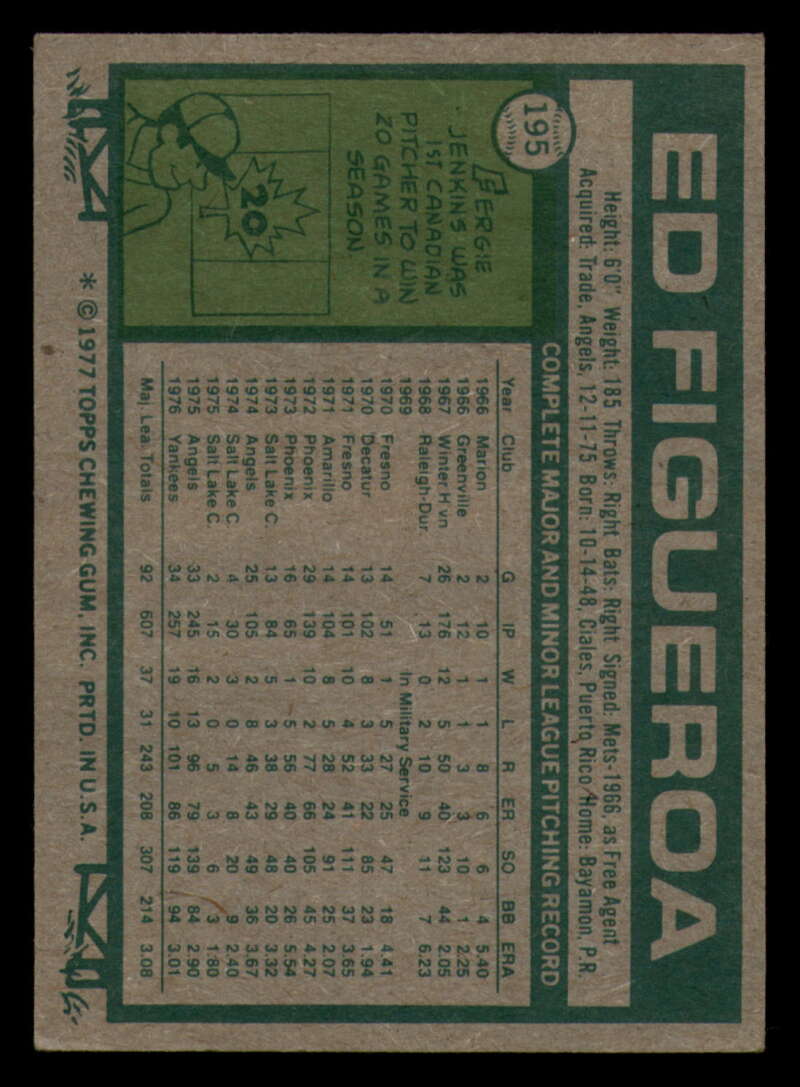 195
ED FIGUEROA
Height: 6'0" Weight: 185 Throws: Right Bats: Right Signed: Mets-1966, as Free Agent
Acquired: Trade, Angels, 12-11-75 Born: 10-14-48, Ciales, Puerto Rico Home: Bayamon, P.R.
FERGIE
JENKINS WAS
1ST CANADIAN
PITCHER TO WIN
20 GAMES IN A
SEASON
20
COMPLETE MAJOR AND MINOR LEAGUE PITCHING RECORD
Year Club G IP W L R ER SO BB ERA
1966 Marion 2 10 1 1 8 6 6 4 5.40
1966 Greenville 2 12 1 1 3 3 10 1 2.25
1967 Winter Hvn 26 176 12 5 50 40 123 44 2.05
1968 Raleigh-Dur. 7 13 0 2 10 9 11 7 6.23
1969 In Military Service
1970 Fresno 14 51 1 5 27 25 47 18 4.41
1970 Decatur 13 102 8 3 33 22 85 23 1.94
1971 Fresno 14 101 10 4 52 41 111 37 3.65
1971 Amarillo 14 104 8 5 28 24 91 25 2.07
1972 Phoenix 29 139 10 2 77 66 105 45 4.27
1973 Phoenix 16 65 1 5 56 40 40 26 5.54
1973 Salt Lake C. 13 84 5 3 38 29 48 20 3.32
1974 Angels 25 105 2 8 46 43 49 36 3.67
1974 Salt Lake C. 4 30 3 0 14 8 20 9 2.40
1975 Salt Lake C. 2 15 2 0 5 3 6 3 1.80
1975 Angels 33 245 16 13 96 79 139 84 2.90
1976 Yankees 34 257 19 10 101 86 119 94 3.01
Maj. Lea. Totals 92 607 37 31 243 208 307 214 3.08
* © 1977 TOPPS CHEWING GUM, INC. PRTD. IN U.S.A.